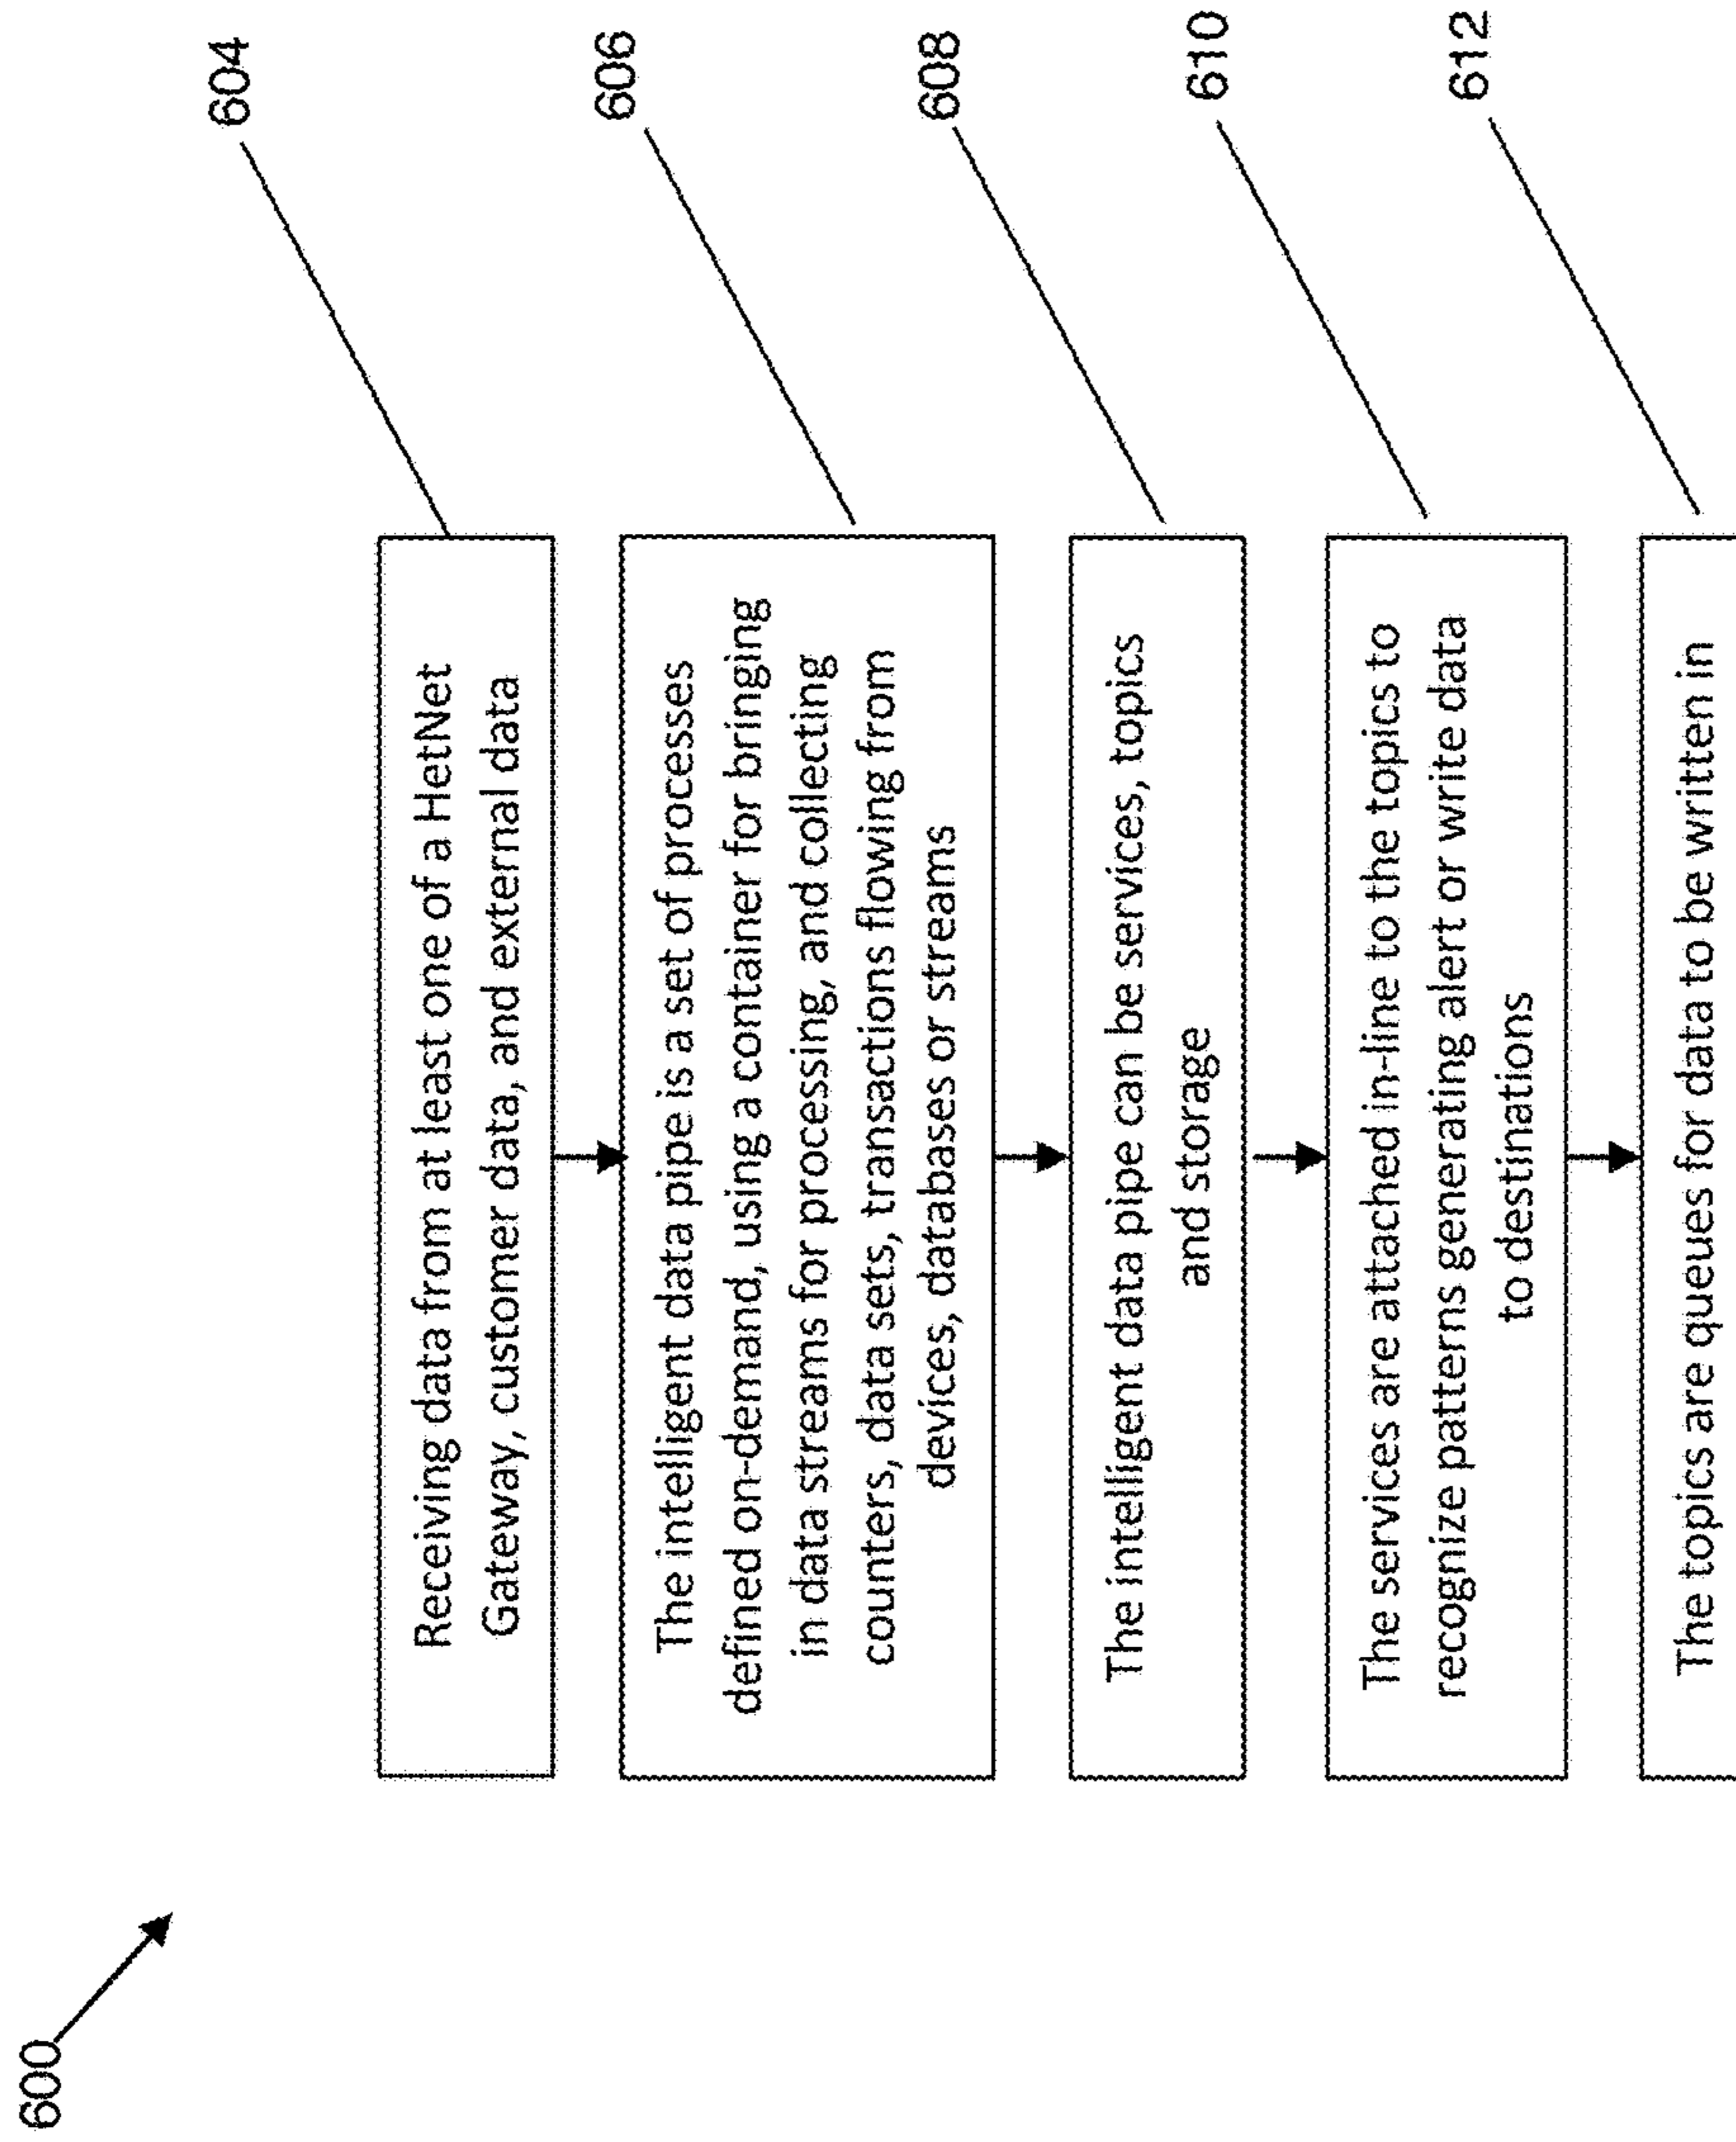 600
604
Receiving data from at least one of a HetNet
Gateway, customer data, and external data
606
The intelligent data pipe is a set of processes
defined on-demand, using a container for bringing
in data streams for processing, and collecting
counters, data sets, transactions flowing from
devices, databases or streams
608
The intelligent data pipe can be services, topics
and storage
610
The services are attached in-line to the topics to
recognize patterns generating alert or write data
to destinations
612
The topics are queues for data to be written in